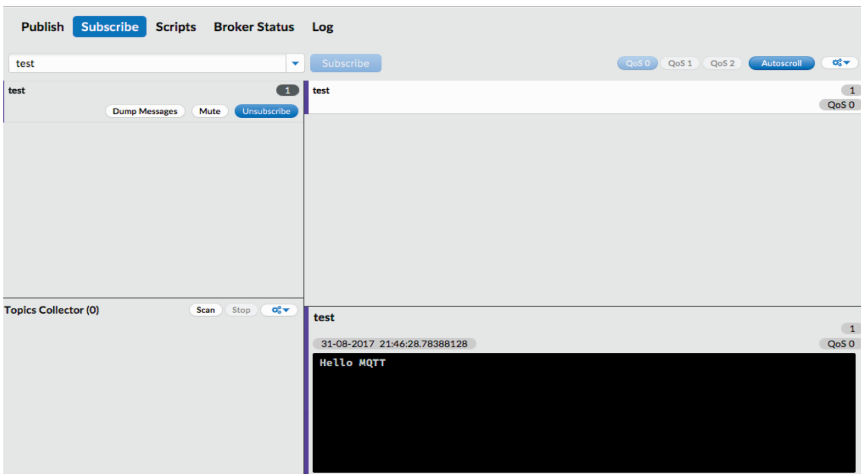 Publish Subscribe Scripts Broker Status Log
test Subscribe QoS 0 QoS 1 QoS 2 Autoscroll
test 1
Dump Messages Mute Unsubscribe
test 1
QoS 0
Topics Collector (0) Scan Stop
test
1
31-08-2017 21:46:28.78388128 QoS 0
Hello MQTT